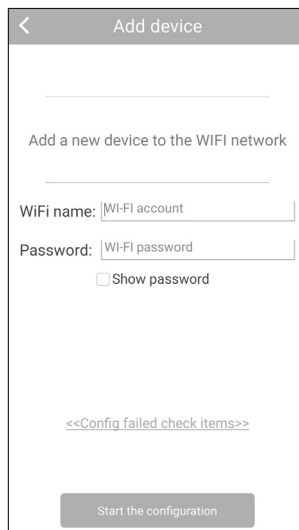 Add device
Add a new device to the WIFI network
WiFi name: WI-FI account
Password: WI-FI password
Show password
<<Config failed check items>>
Start the configuration